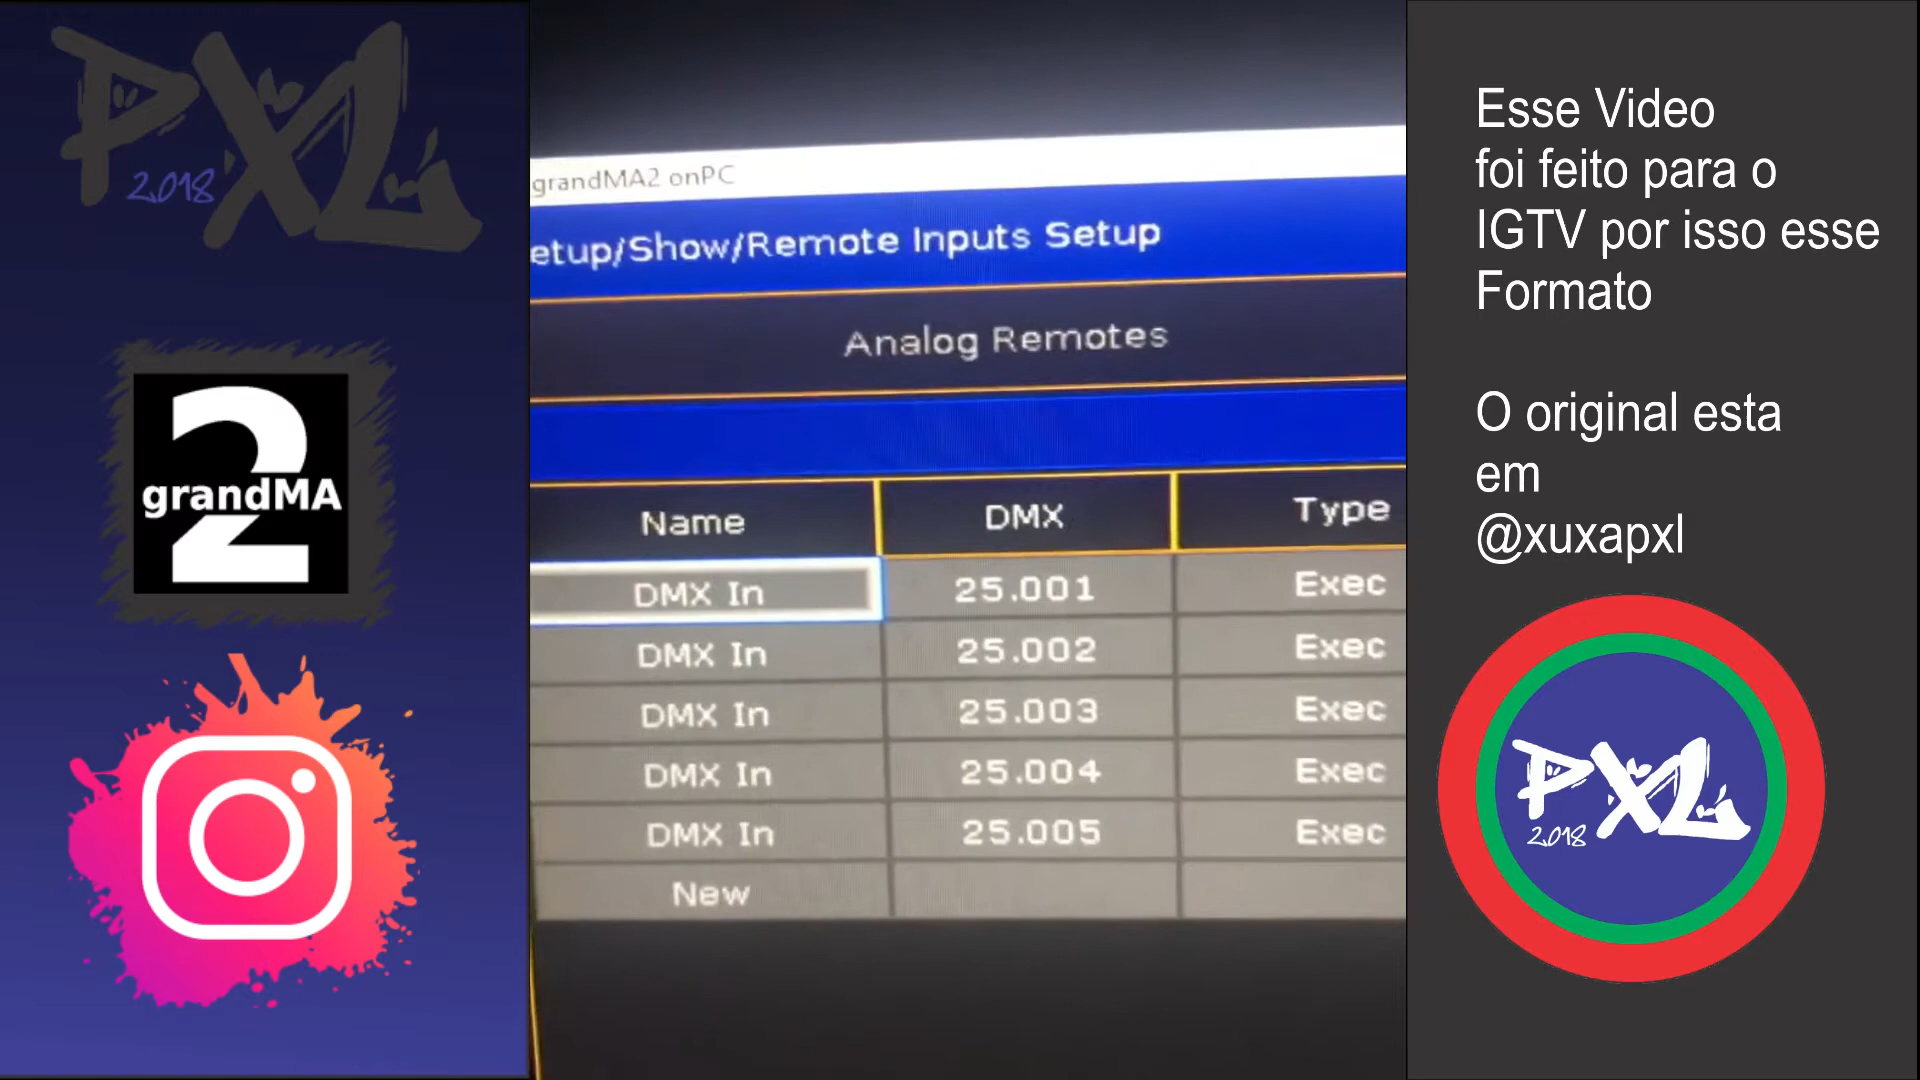 PXL
2018
grandMA
2
grandMA2 onPC
etup/Show/Remote Inputs Setup
Analog Remotes
Name DMX Type
DMX In 25.001 Exec
DMX In 25.002 Exec
DMX In 25.003 Exec
DMX In 25.004 Exec
DMX In 25.005 Exec
New
Esse Video
foi feito para o
IGTV por isso esse
Formato
O original esta
em
@xuxapxl
PXL
2018